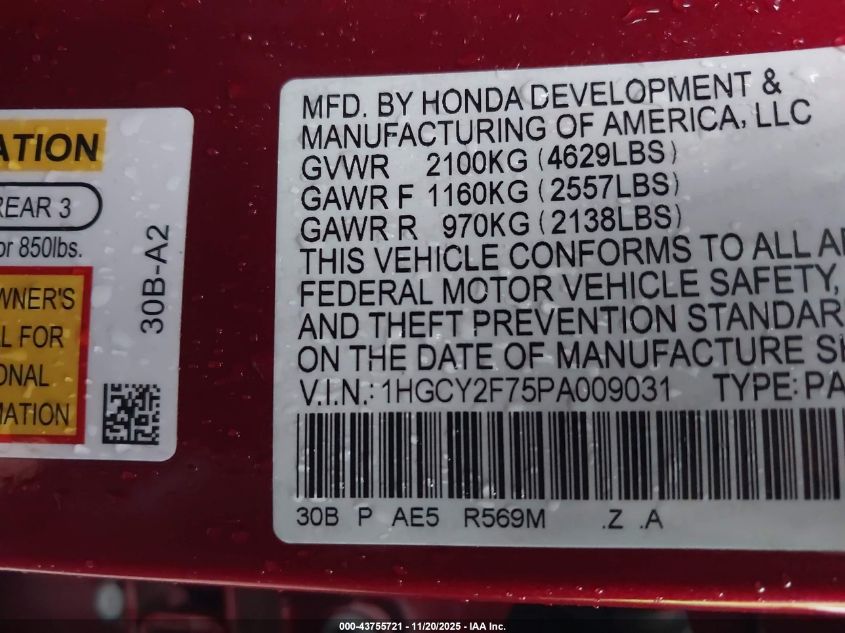 ATION
REAR 3
or 850lbs.
WNER'S
L FOR
ONAL
MATION
30B-A2
MFD. BY HONDA DEVELOPMENT &
MANUFACTURING OF AMERICA, LLC
GVWR 2100KG (4629LBS)
GAWR F 1160KG (2557LBS)
GAWR R 970KG (2138LBS)
THIS VEHICLE CONFORMS TO ALL AP
FEDERAL MOTOR VEHICLE SAFETY,
AND THEFT PREVENTION STANDAR
ON THE DATE OF MANUFACTURE SH
V.I.N.: 1HGCY2F75PA009031 TYPE: PA
30B P AE5 R569M .Z .A
000-43755721 - 11/20/2025 - IAA Inc.